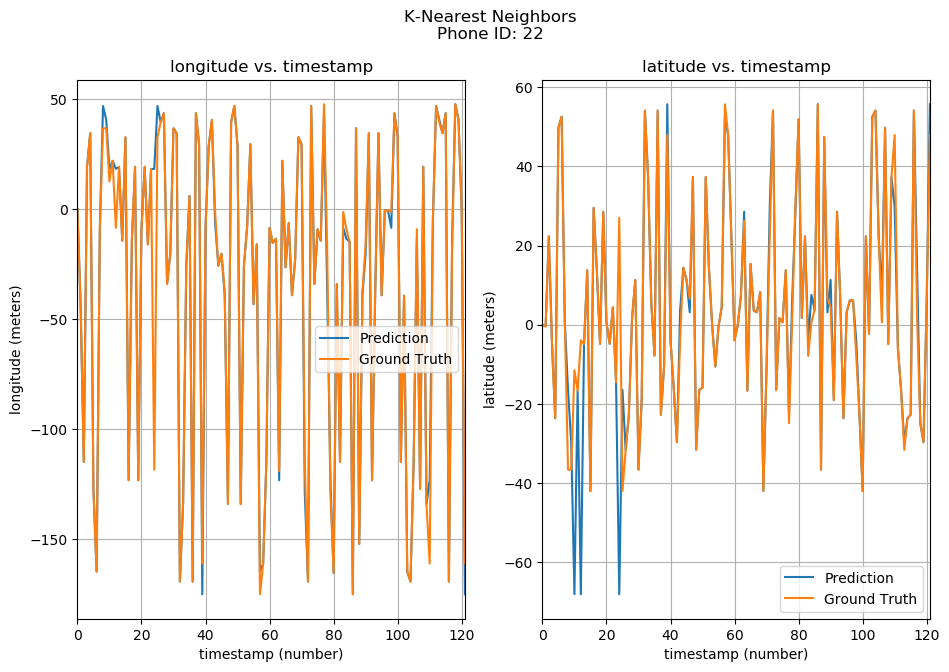 K-Nearest Neighbors
Phone ID: 22
longitude vs. timestamp
longitude (meters)
50
0
−50
−100
−150
Prediction
Ground Truth
0 20 40 60 80 100 120
timestamp (number)
latitude vs. timestamp
latitude (meters)
60
40
20
0
−20
−40
−60
Prediction
Ground Truth
0 20 40 60 80 100 120
timestamp (number)